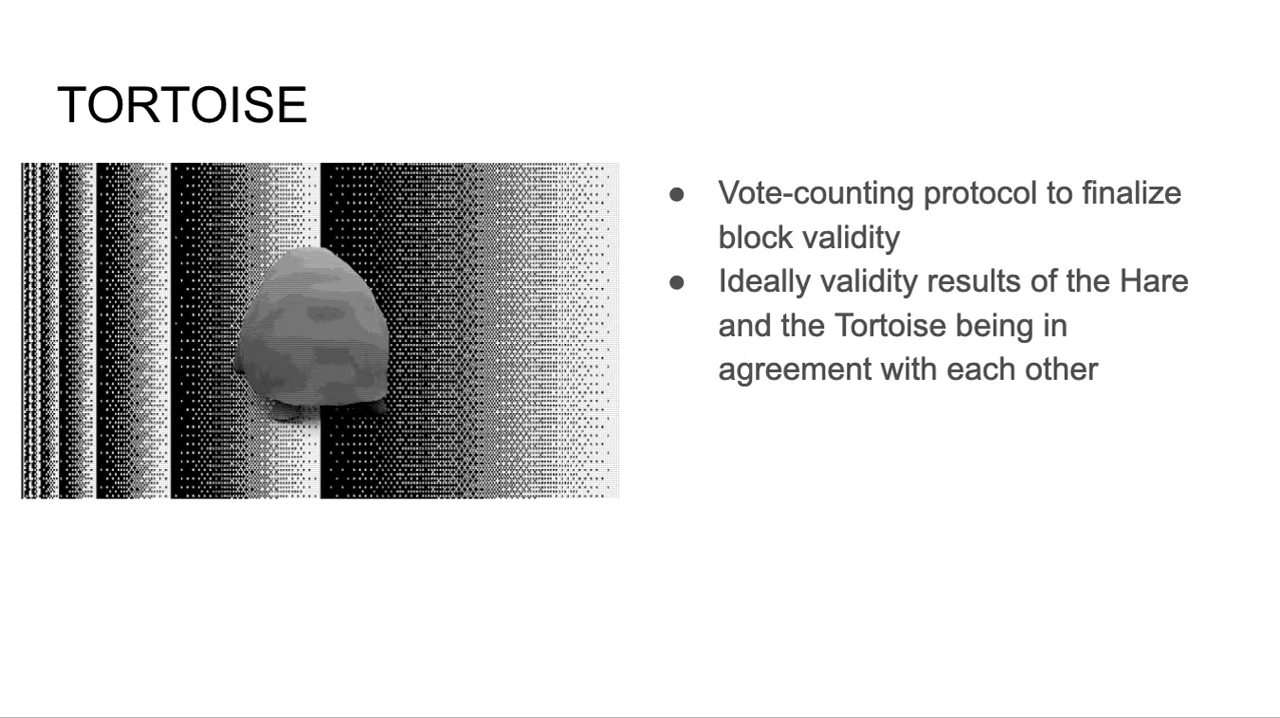 TORTOISE
● Vote-counting protocol to finalize
block validity
● Ideally validity results of the Hare
and the Tortoise being in
agreement with each other